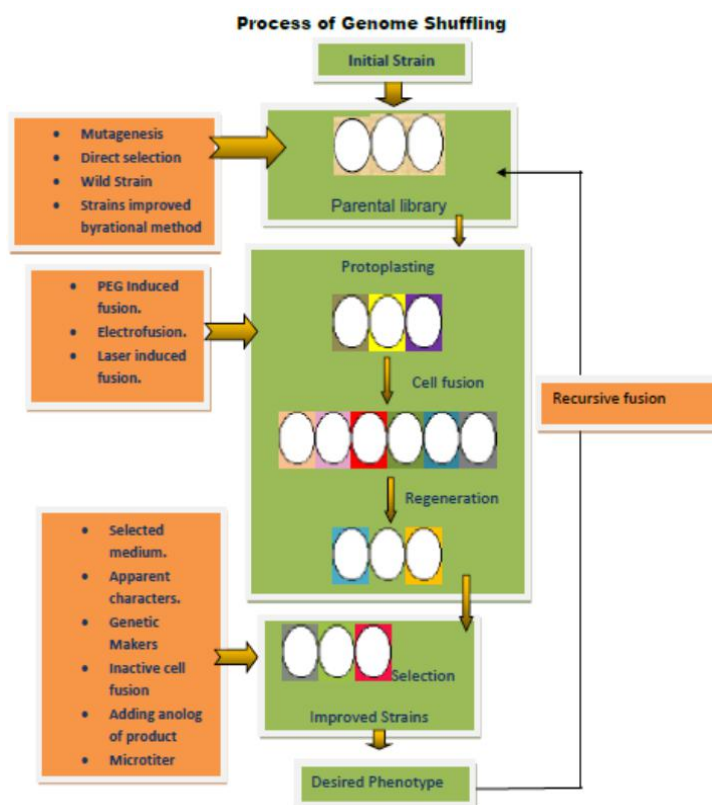 Process of Genome Shuffling
Initial Strain
• Mutagenesis
• Direct selection
• Wild Strain
• Strains improved
byrational method
Parental library
Protoplasting
• PEG Induced
fusion.
• Electrofusion.
• Laser induced
fusion.
Cell fusion
Recursive fusion
Regeneration
• Selected
medium.
• Apparent
characters.
• Genetic
Makers
• Inactive cell
fusion
• Adding anolog
of product
• Microtiter
Selection
Improved Strains
Desired Phenotype